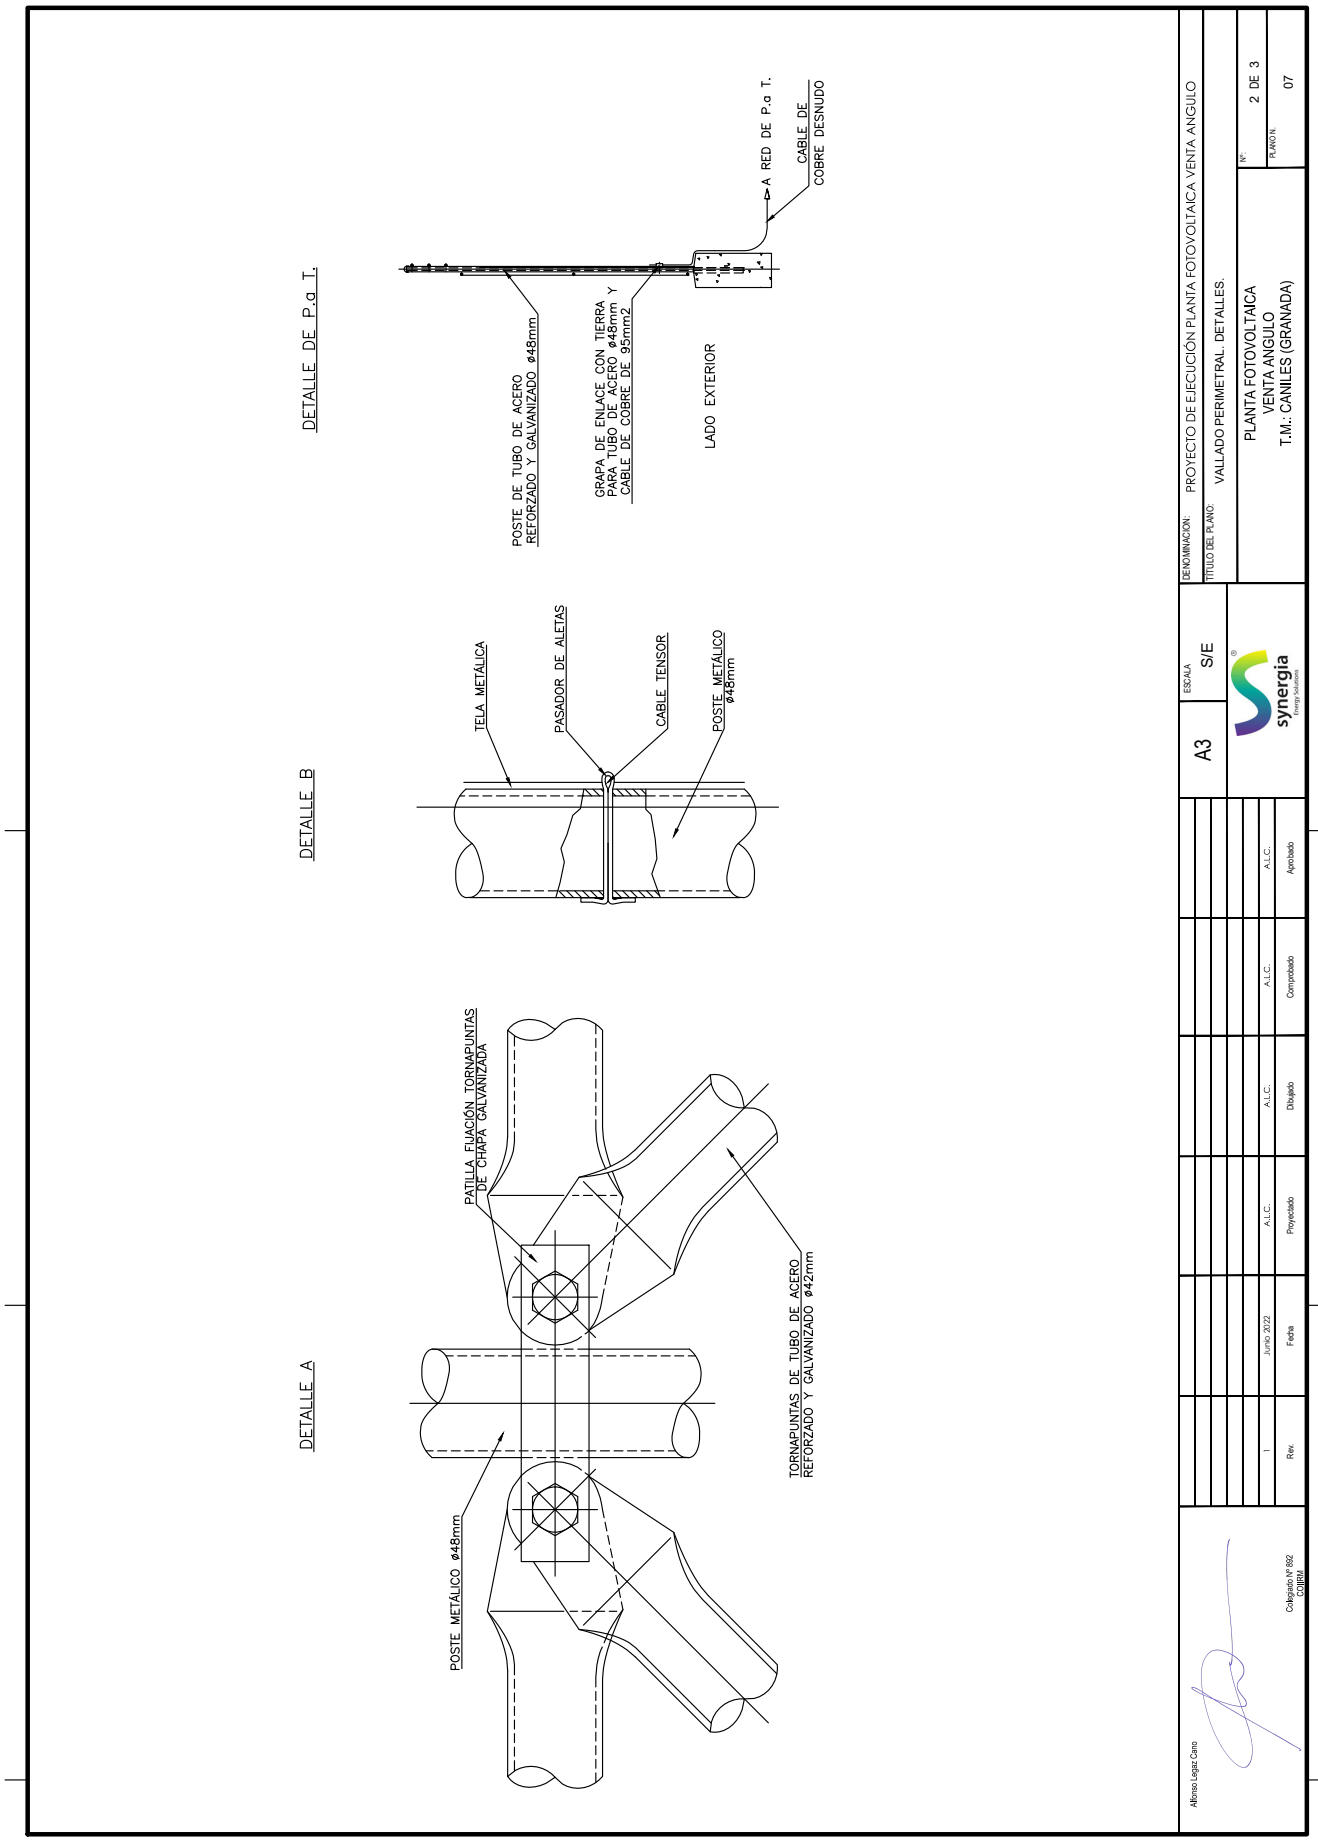 DETALLE A
POSTE METÁLICO ø48mm
PATILLA FIJACIÓN TORNAPUNTAS
DE CHAPA GALVANIZADA
TORNAPUNTAS DE TUBO DE ACERO
REFORZADO Y GALVANIZADO ø42mm
DETALLE B
TELA METÁLICA
PASADOR DE ALETAS
CABLE TENSOR
POSTE METÁLICO
ø48mm
DETALLE DE P.a T.
POSTE DE TUBO DE ACERO
REFORZADO Y GALVANIZADO ø48mm
GRAPA DE ENLACE CON TIERRA
PARA TUBO DE ACERO ø48mm Y
CABLE DE COBRE DE 95mm2
LADO EXTERIOR
A RED DE P.a T.
CABLE DE
COBRE DESNUDO
Alfonso Legaz Cano
Colegiado Nº 892
COIIRM
1
Junio 2022
A.L.C.
A.L.C.
A.L.C.
A.L.C.
A.L.C.
Rev.
Fecha
Proyectado
Dibujado
Comprobado
Aprobado
A3
ESCALA
S/E
synergia
Energy Solutions
®
DENOMINACION:
PROYECTO DE EJECUCIÓN PLANTA FOTOVOLTAICA VENTA ANGULO
TITULO DEL PLANO:
VALLADO PERIMETRAL. DETALLES.
PLANTA FOTOVOLTAICA
VENTA ANGULO
T.M.: CANILES (GRANADA)
Nº:
2 DE 3
PLANO N.
07